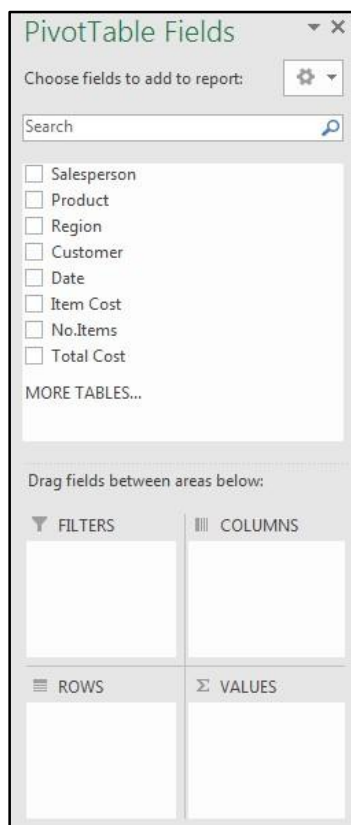 PivotTable Fields
Choose fields to add to report:
Search
Salesperson
Product
Region
Customer
Date
Item Cost
No.Items
Total Cost
MORE TABLES...
Drag fields between areas below:
FILTERS
COLUMNS
ROWS
Σ VALUES